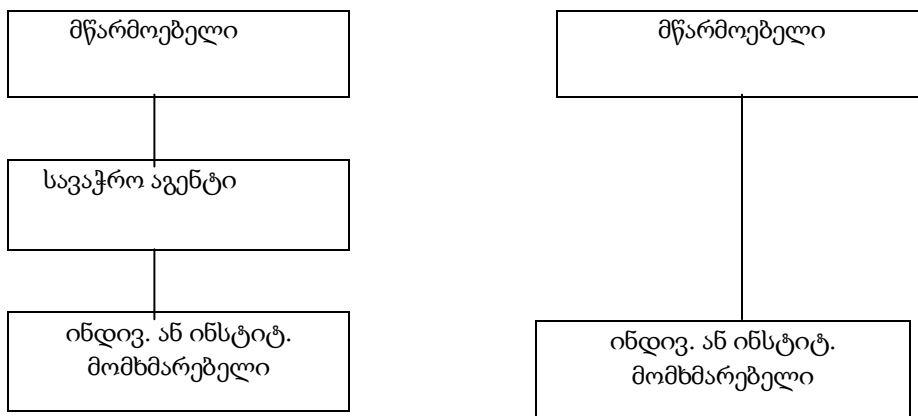 მწარმოებელი
სავაჭრო აგენტი
ინდივ. ან ინსტიტ.
მომხმარებელი
მწარმოებელი
ინდივ. ან ინსტიტ.
მომხმარებელი